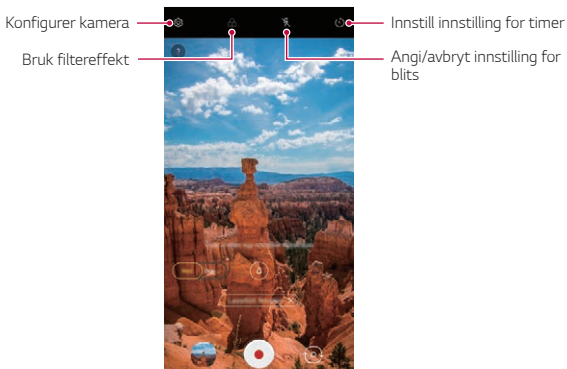 Konfigurer kamera
Bruk filtereffekt
Innstill innstilling for timer
Angi/avbryt innstilling for
blits
?